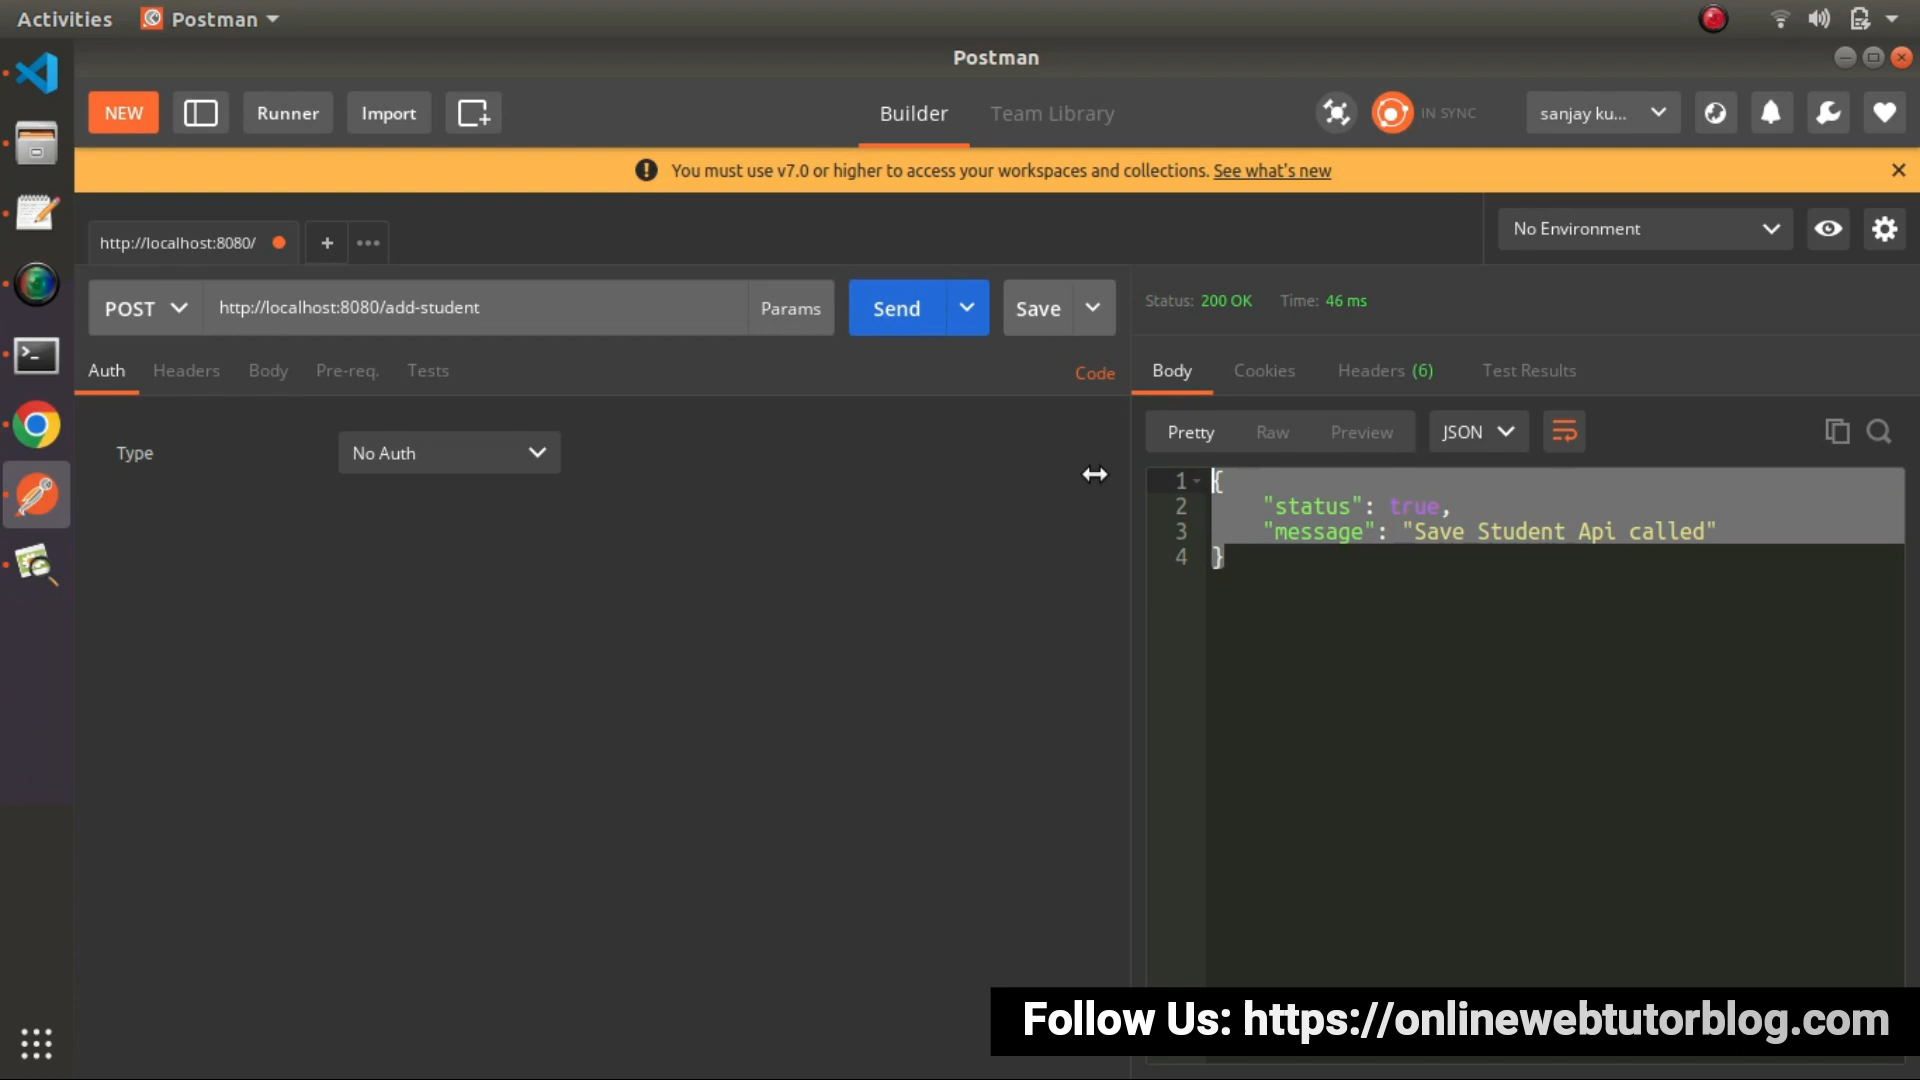 Activities Postman
Postman
NEW Runner Import Builder Team Library IN SYNC sanjay ku...
You must use v7.0 or higher to access your workspaces and collections. See what's new
http://localhost:8080/ + ••• No Environment
POST http://localhost:8080/add-student Params Send Save Status: 200 OK Time: 46 ms
Auth Headers Body Pre-req. Tests Code Body Cookies Headers (6) Test Results
Type No Auth Pretty Raw Preview JSON
1 {
2 "status": true,
3 "message": "Save Student Api called"
4 }
Follow Us: https://onlinewebtutorblog.com